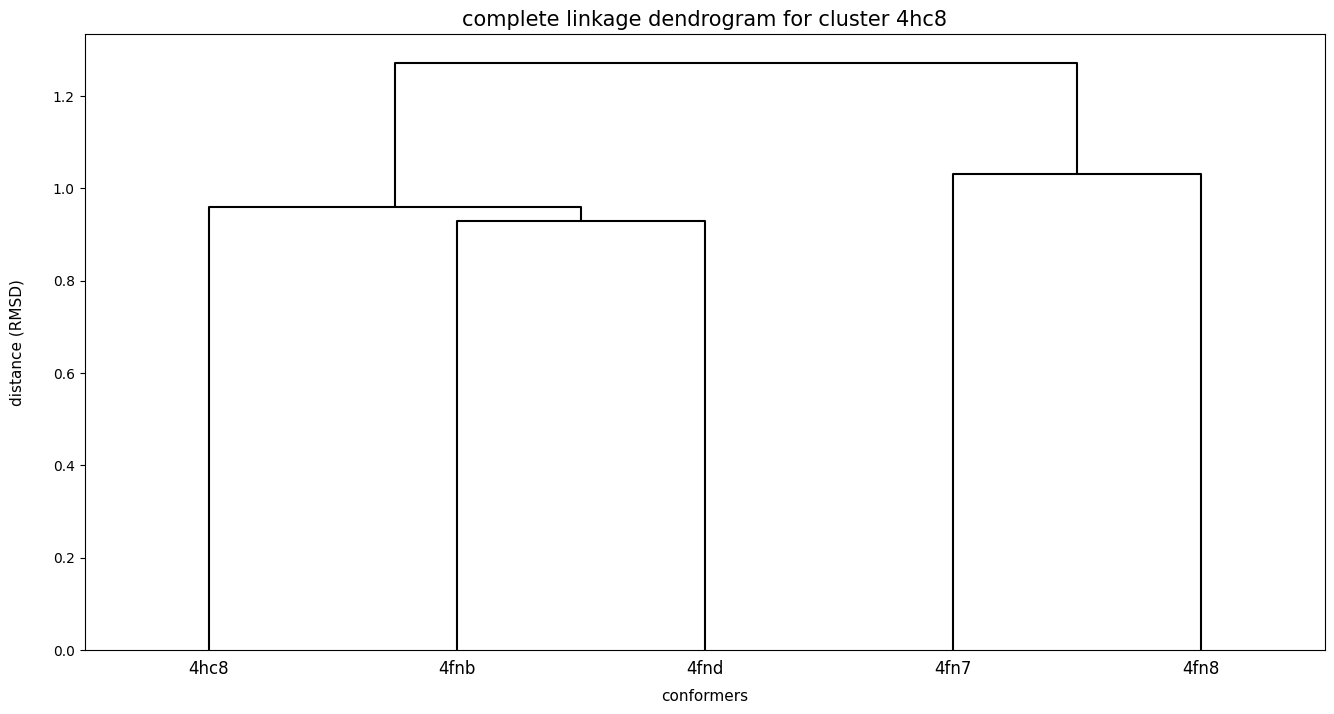 complete linkage dendrogram for cluster 4hc8
distance (RMSD)
1.2
1.0
0.8
0.6
0.4
0.2
0.0
4hc8 4fnb 4fnd 4fn7 4fn8
conformers